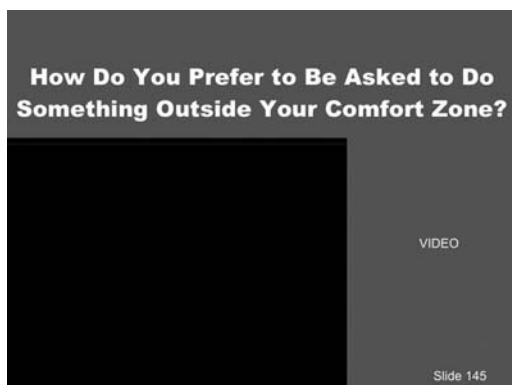 How Do You Prefer to Be Asked to Do
Something Outside Your Comfort Zone?
VIDEO
Slide 145